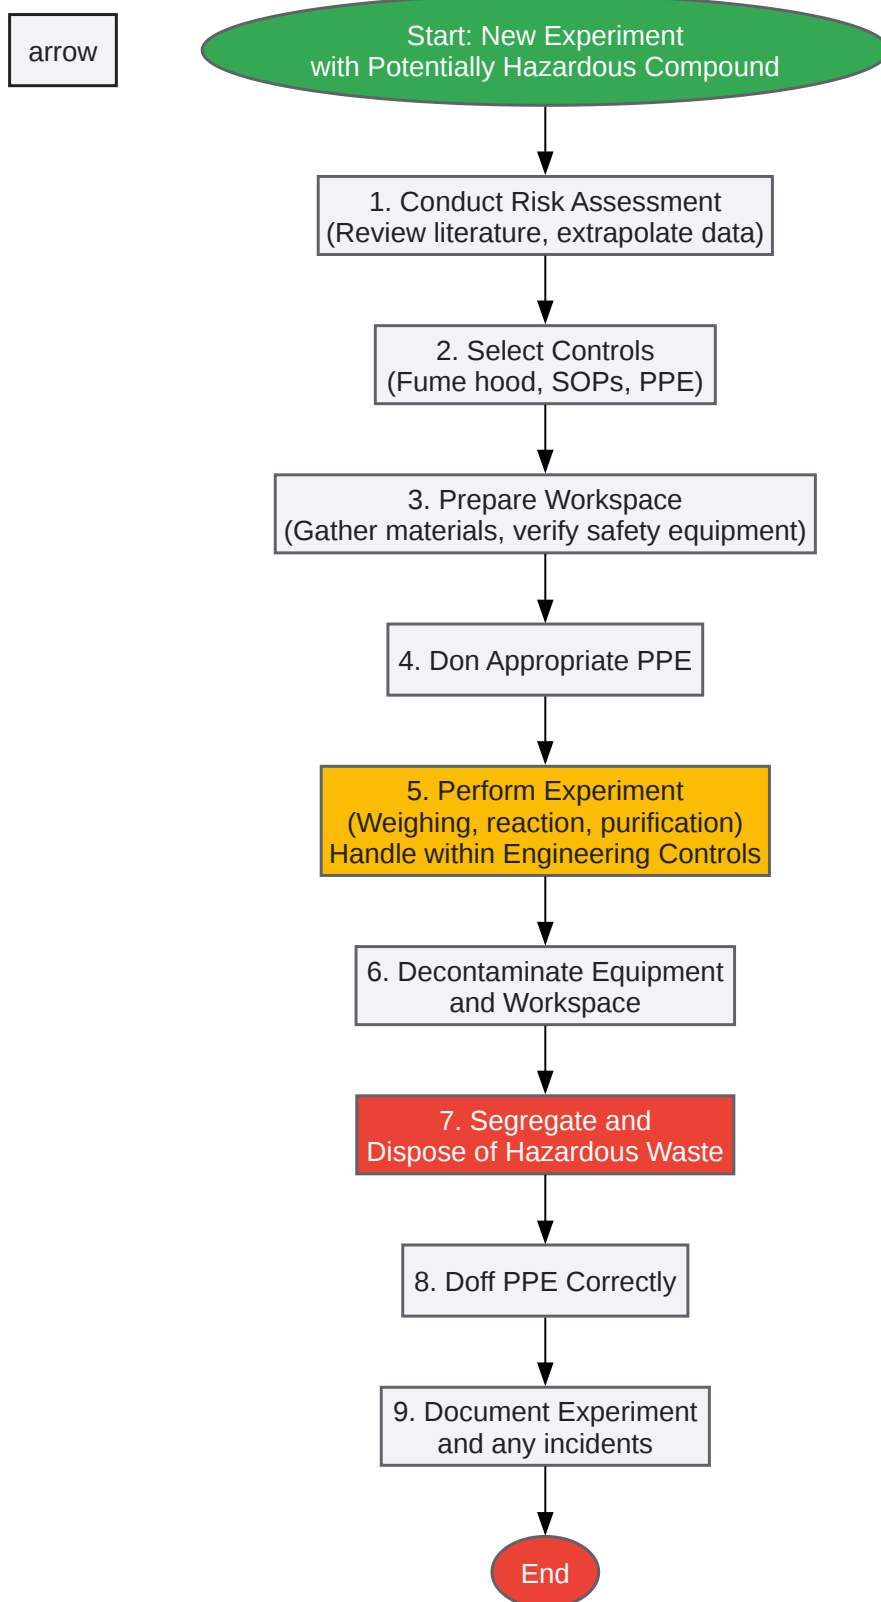 arrow
Start: New Experiment
with Potentially Hazardous Compound
1. Conduct Risk Assessment
(Review literature, extrapolate data)
2. Select Controls
(Fume hood, SOPs, PPE)
3. Prepare Workspace
(Gather materials, verify safety equipment)
4. Don Appropriate PPE
5. Perform Experiment
(Weighing, reaction, purification)
Handle within Engineering Controls
6. Decontaminate Equipment
and Workspace
7. Segregate and
Dispose of Hazardous Waste
8. Doff PPE Correctly
9. Document Experiment
and any incidents
End